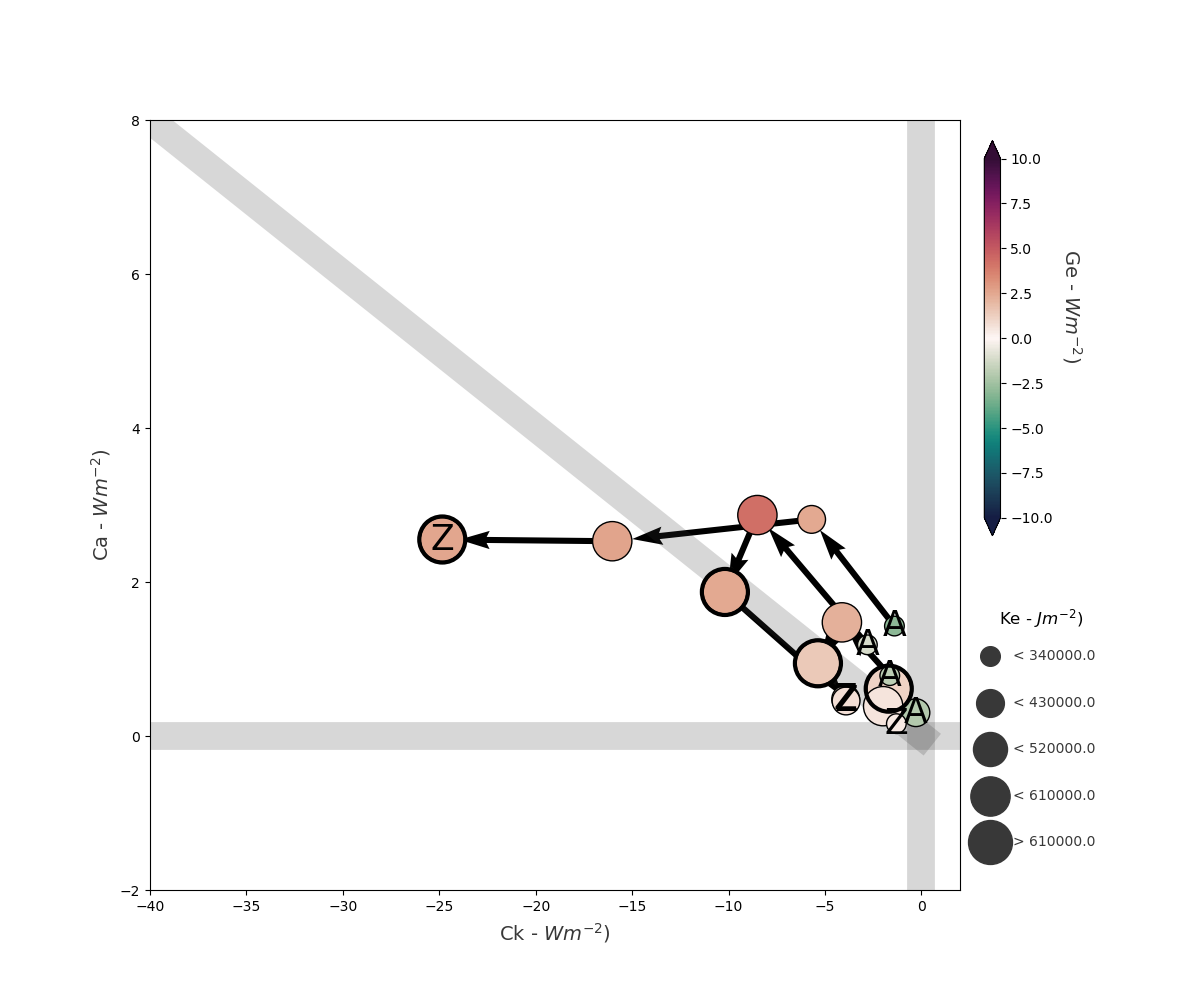 8
6
4
2
0
−2
−40
−35
−30
−25
−20
−15
−10
−5
0
Ck - Wm⁻²)
Ca - Wm⁻²)
Z
A
A
A
A
Z
Z
10.0
7.5
5.0
2.5
0.0
−2.5
−5.0
−7.5
−10.0
Ge - Wm⁻²)
Ke - Jm⁻²)
< 340000.0
< 430000.0
< 520000.0
< 610000.0
> 610000.0